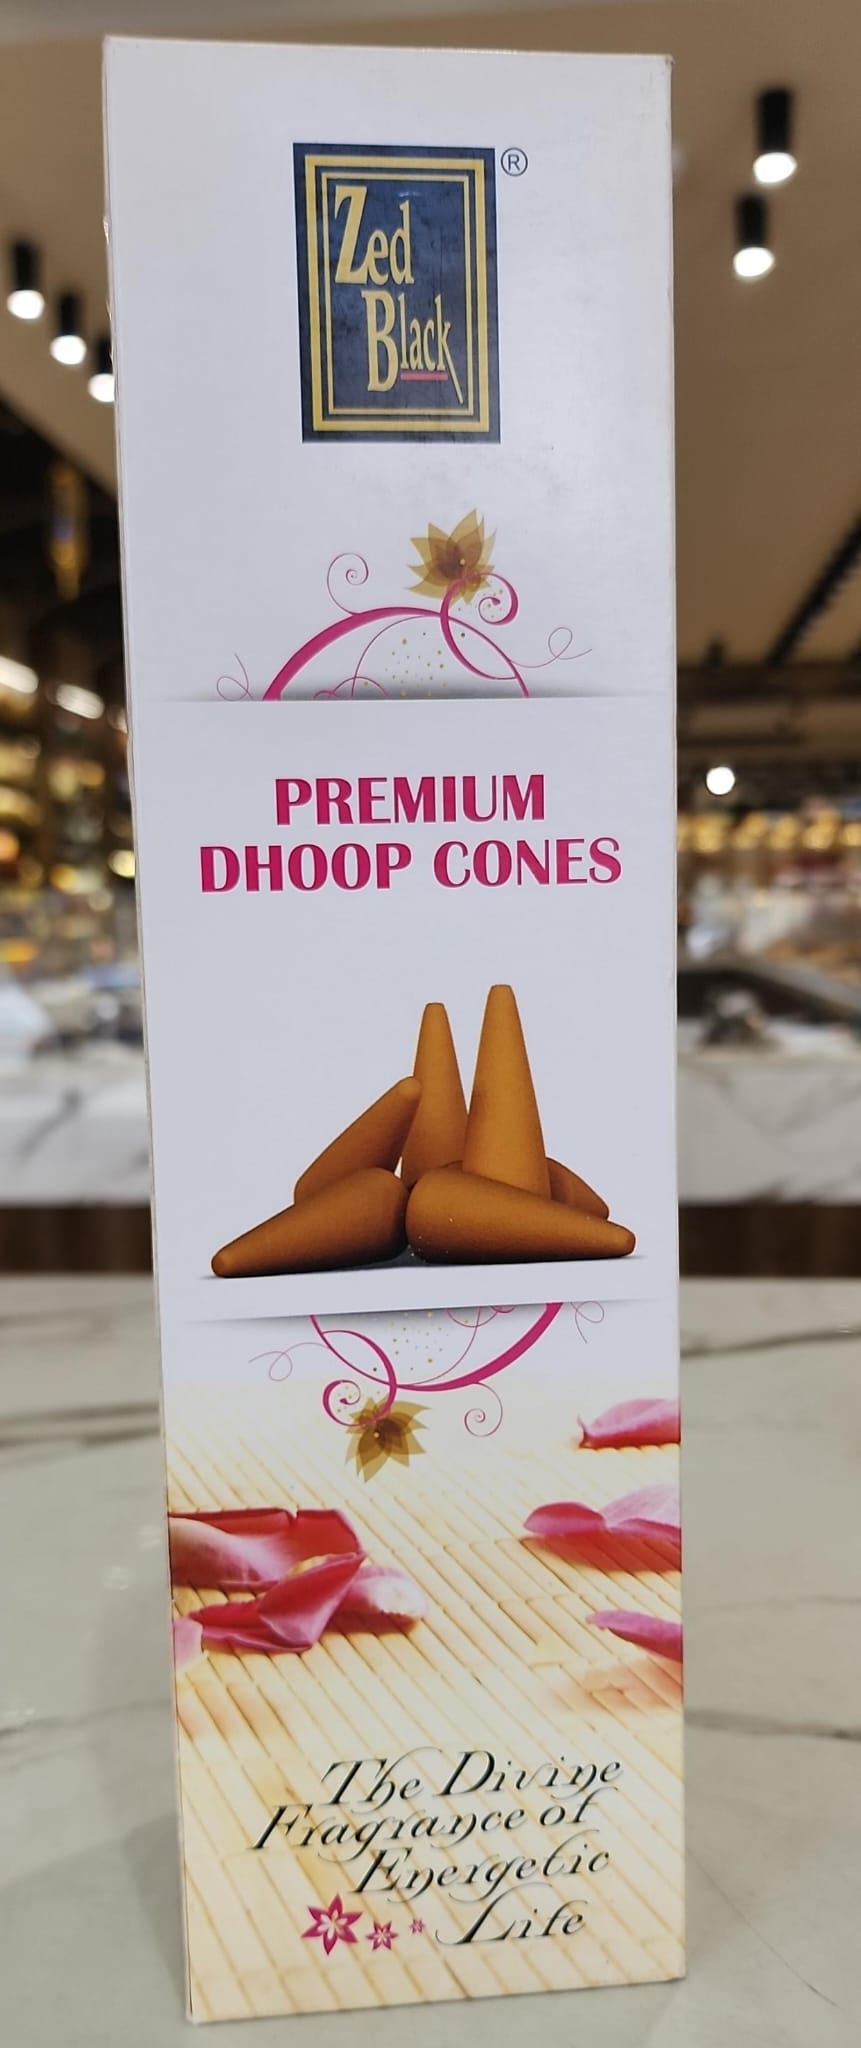 Zed
Black
®
PREMIUM
DHOOP CONES
The Divine
Fragrance of
Energetic
Life